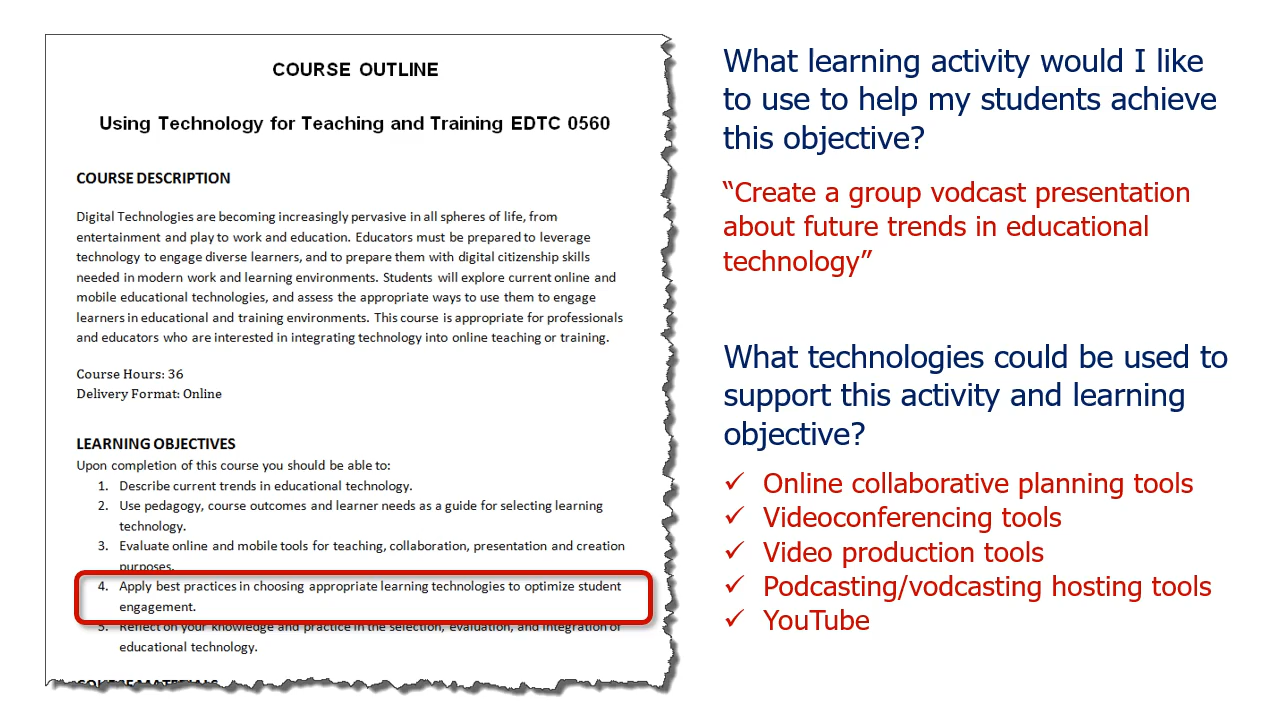 COURSE OUTLINE
Using Technology for Teaching and Training EDTC 0560
COURSE DESCRIPTION
Digital Technologies are becoming increasingly pervasive in all spheres of life, from
entertainment and play to work and education. Educators must be prepared to leverage
technology to engage diverse learners, and to prepare them with digital citizenship skills
needed in modern work and learning environments. Students will explore current online and
mobile educational technologies, and assess the appropriate ways to use them to engage
learners in educational and training environments. This course is appropriate for professionals
and educators who are interested in integrating technology into online teaching or training.
Course Hours: 36
Delivery Format: Online
LEARNING OBJECTIVES
Upon completion of this course you should be able to:
1. Describe current trends in educational technology.
2. Use pedagogy, course outcomes and learner needs as a guide for selecting learning
technology.
3. Evaluate online and mobile tools for teaching, collaboration, presentation and creation
purposes.
4. Apply best practices in choosing appropriate learning technologies to optimize student
engagement.
5. Reflect on your knowledge and practice in the selection, evaluation, and integration of
educational technology.
COURSE MATERIALS
What learning activity would I like
to use to help my students achieve
this objective?
“Create a group vodcast presentation
about future trends in educational
technology”
What technologies could be used to
support this activity and learning
objective?
✓ Online collaborative planning tools
✓ Videoconferencing tools
✓ Video production tools
✓ Podcasting/vodcasting hosting tools
✓ YouTube